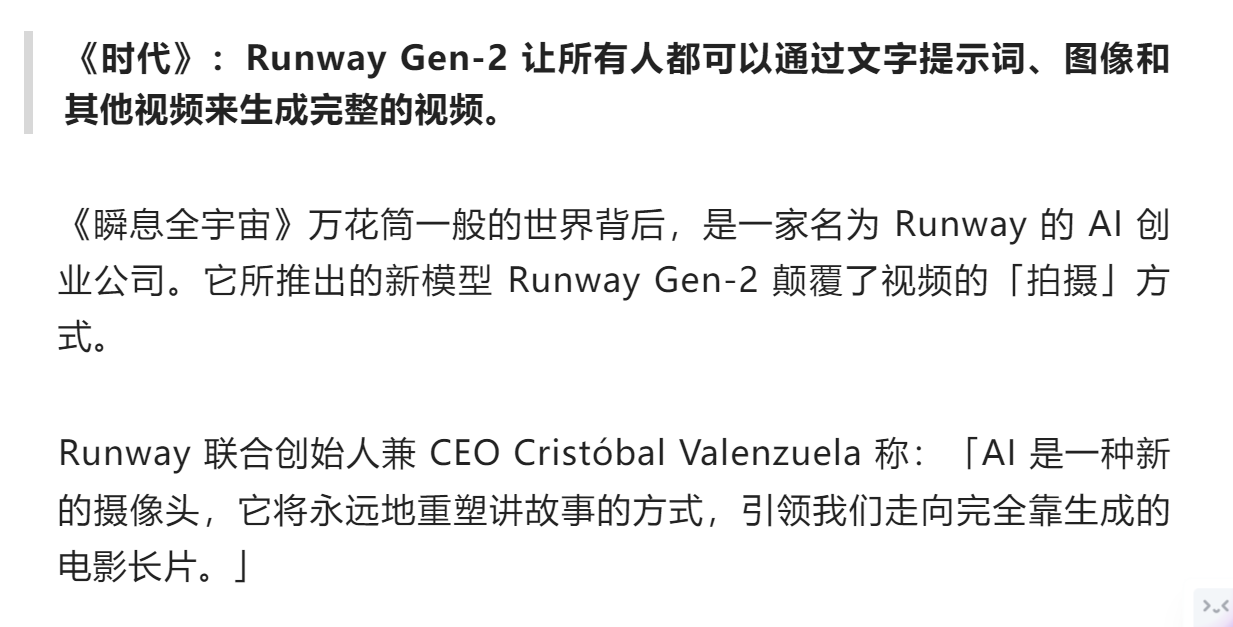 《时代》：Runway Gen-2 让所有人都可以通过文字提示词、图像和
其他视频来生成完整的视频。
《瞬息全宇宙》万花筒一般的世界背后，是一家名为 Runway 的 AI 创
业公司。它所推出的新模型 Runway Gen-2 颠覆了视频的「拍摄」方
式。
Runway 联合创始人兼 CEO Cristóbal Valenzuela 称：「AI 是一种新
的摄像头，它将永远地重塑讲故事的方式，引领我们走向完全靠生成的
电影长片。」